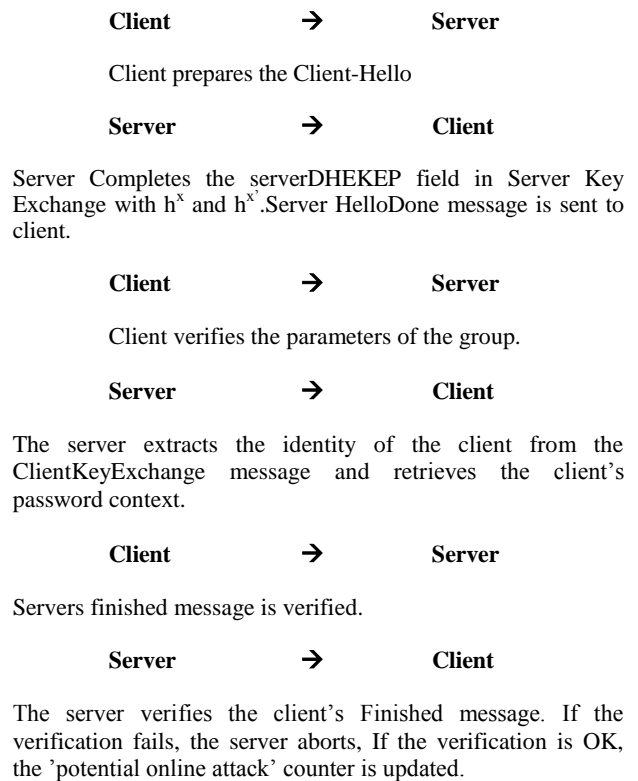 Client → Server
Client prepares the Client-Hello
Server → Client
Server Completes the serverDHEKEP field in Server Key
Exchange with h^x and h^x'.Server HelloDone message is sent to
client.
Client → Server
Client verifies the parameters of the group.
Server → Client
The server extracts the identity of the client from the
ClientKeyExchange message and retrieves the client's
password context.
Client → Server
Servers finished message is verified.
Server → Client
The server verifies the client's Finished message. If the
verification fails, the server aborts, If the verification is OK,
the 'potential online attack' counter is updated.